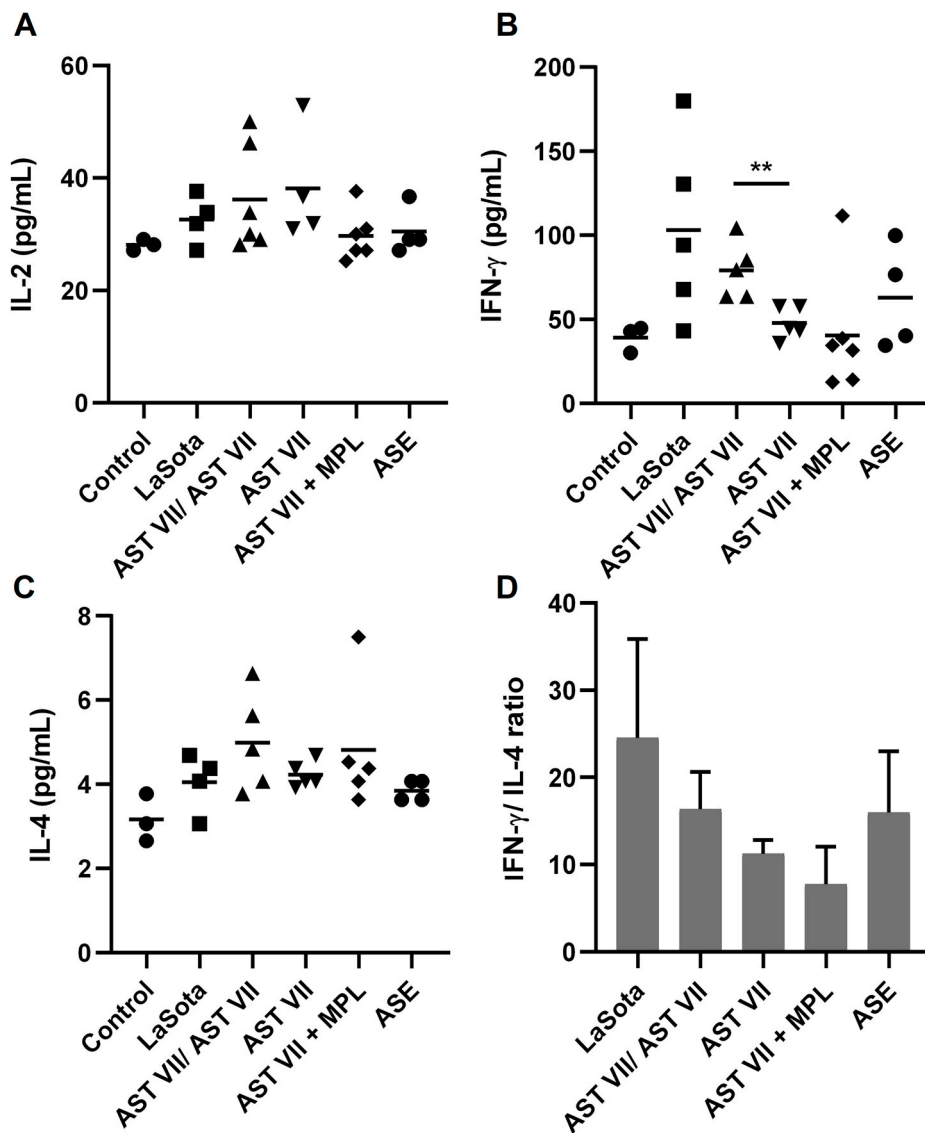 A
IL-2 (pg/mL)
60
40
20
0
Control
LaSota
AST VII/ AST VII
AST VII
AST VII + MPL
ASE
B
IFN-γ (pg/mL)
200
150
100
50
0
**
Control
LaSota
AST VII/ AST VII
AST VII
AST VII + MPL
ASE
C
IL-4 (pg/mL)
8
6
4
2
0
Control
LaSota
AST VII/ AST VII
AST VII
AST VII + MPL
ASE
D
IFN-γ/ IL-4 ratio
40
30
20
10
0
LaSota
AST VII/ AST VII
AST VII
AST VII + MPL
ASE